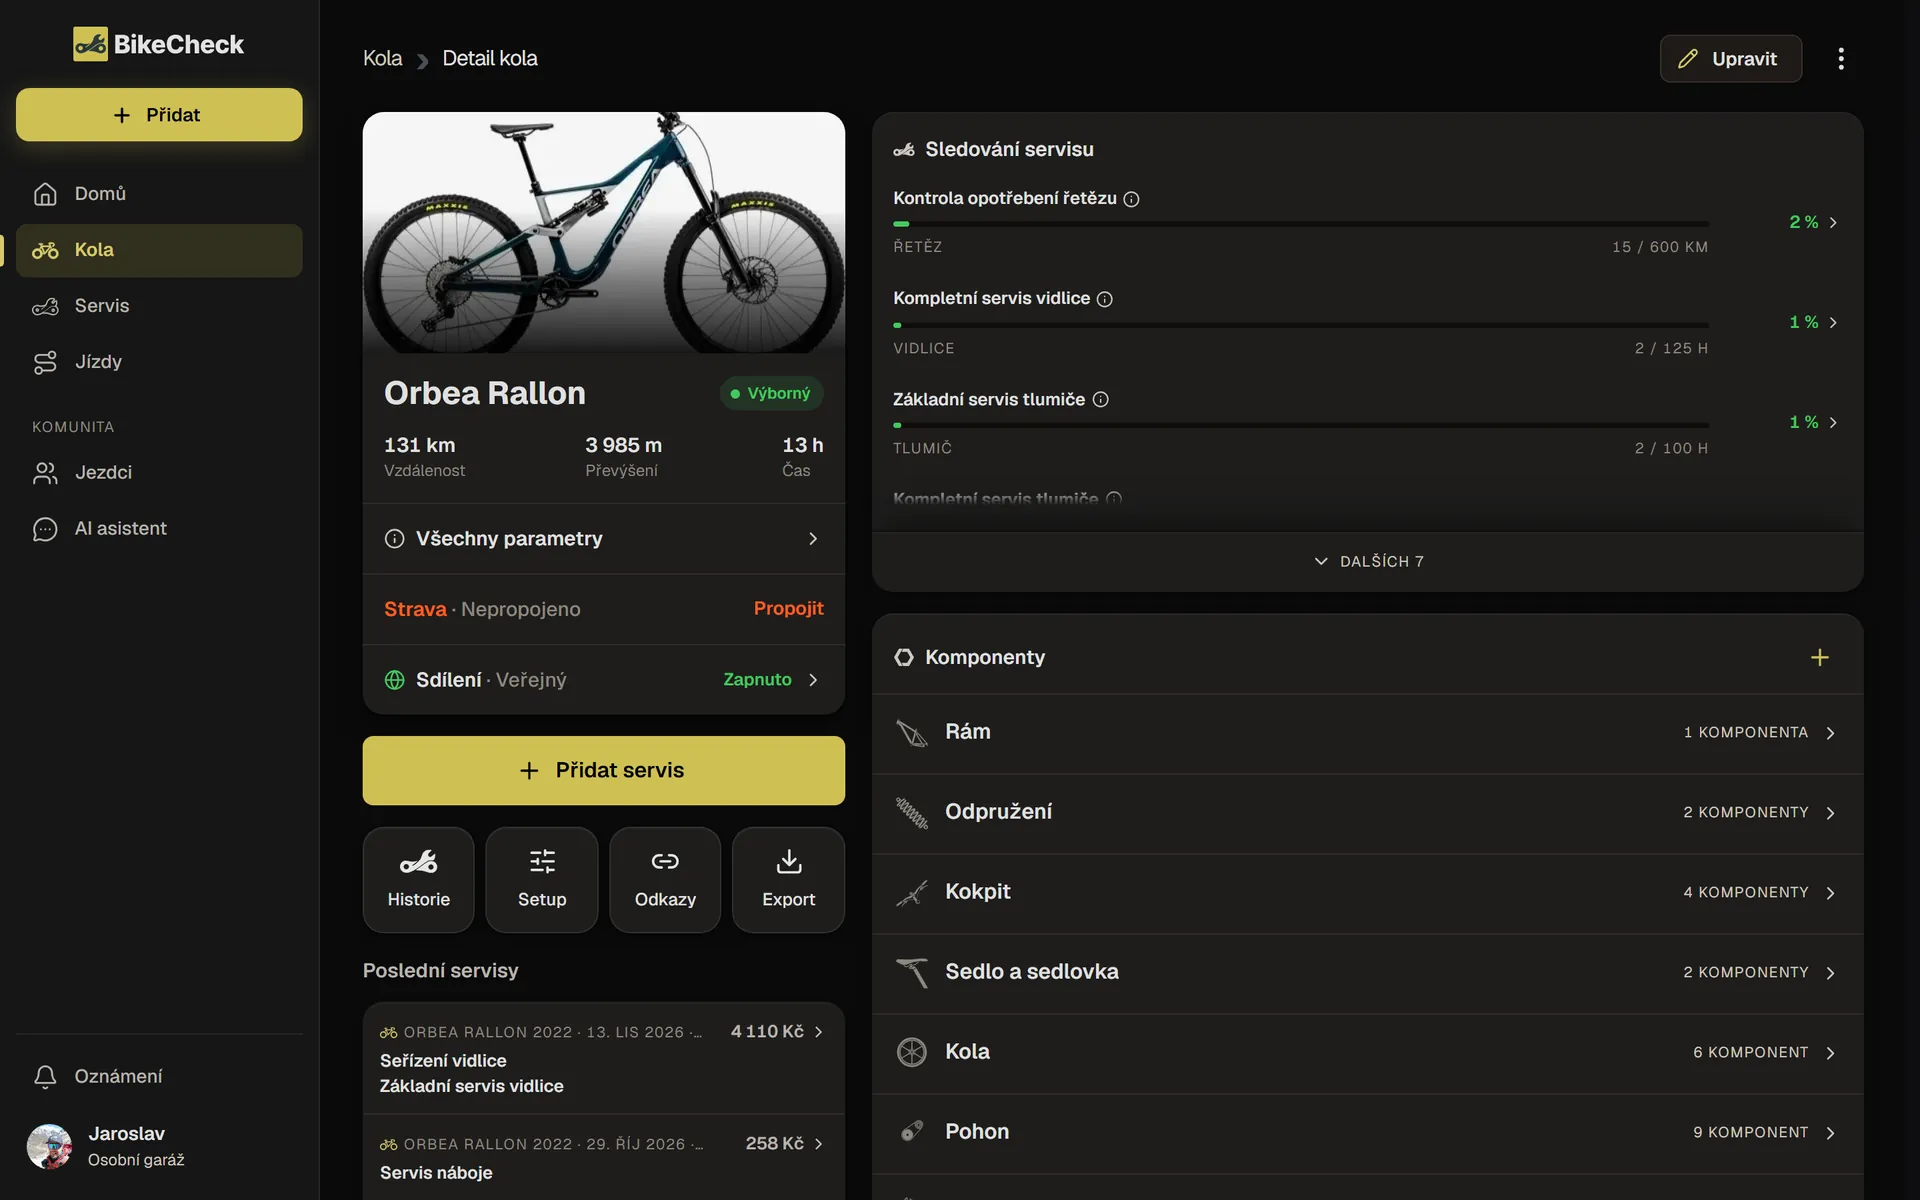 BikeCheck
Přidat
Domů
Kola
Servis
Jízdy
KOMUNITA
Jezdci
AI asistent
Oznámení
Jaroslav
Osobní garáž
Kola
Detail kola
Upravit
MAXXIS
MAXXIS
ORBEA
Orbea Rallon
Výborný
131 km
3 985 m
13 h
Vzdálenost
Převýšení
Čas
Všechny parametry
Strava · Nepropojeno
Propojit
Sdílení · Veřejný
Zapnuto
Přidat servis
Historie
Setup
Odkazy
Export
Poslední servisy
ORBEA RALLON 2022 · 13. LIS 2026 ·…
4 110 Kč
Seřízení vidlice
Základní servis vidlice
ORBEA RALLON 2022 · 29. ŘÍJ 2026 ·…
258 Kč
Servis náboje
Sledování servisu
Kontrola opotřebení řetězu
2 %
ŘETĚZ
15 / 600 KM
Kompletní servis vidlice
1 %
VIDLICE
2 / 125 H
Základní servis tlumiče
1 %
TLUMIČ
2 / 100 H
Kompletní servis tlumiče
DALŠÍCH 7
Komponenty
Rám
1 KOMPONENTA
Odpružení
2 KOMPONENTY
Kokpit
4 KOMPONENTY
Sedlo a sedlovka
2 KOMPONENTY
Kola
6 KOMPONENT
Pohon
9 KOMPONENT